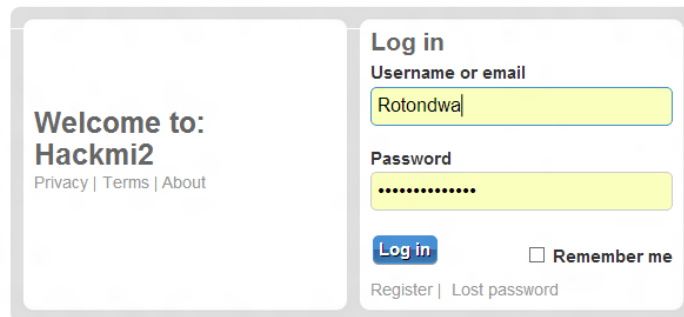 Welcome to:
Hackmi2
Privacy | Terms | About
Log in
Username or email
Rotondwa
Password
••••••••••••••
Log in
Remember me
Register | Lost password